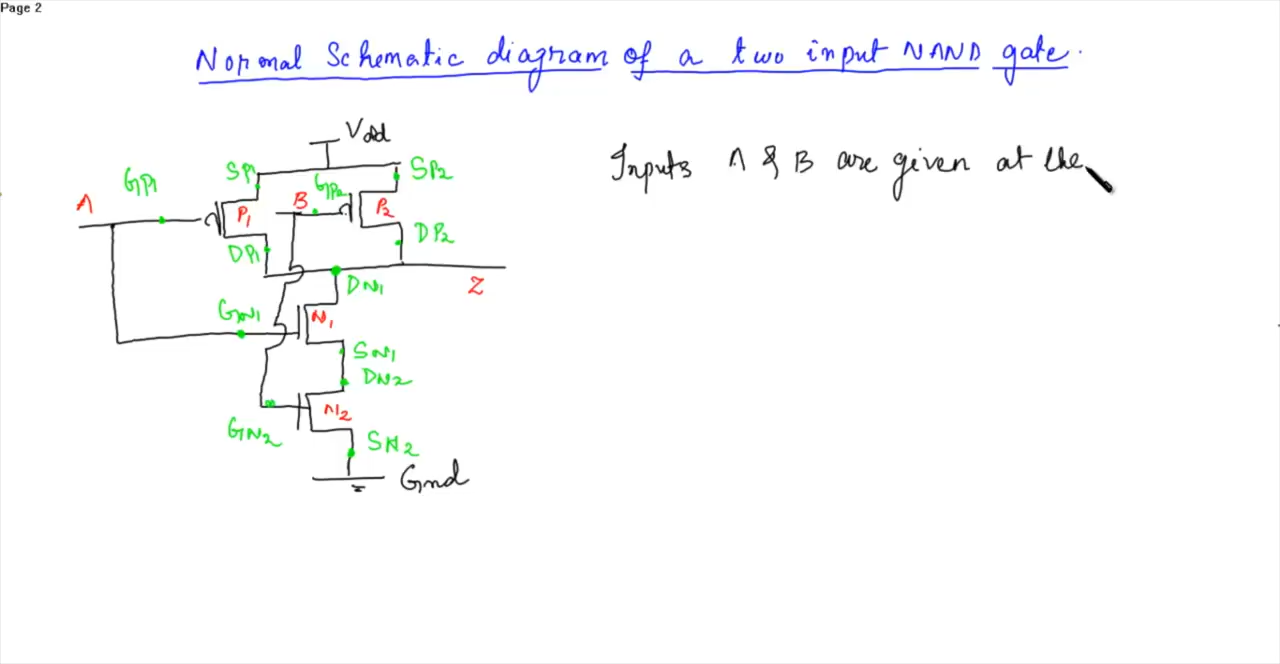 Page 2
Normal Schematic diagram of a two input NAND gate.
Vdd
Inputs A & B are given at the
SP1
SP2
GP1
GP2
A
B
P1
P2
DP1
DP2
DN1
Z
GN1
N1
SN1
DN2
N2
GN2
SN2
Gnd